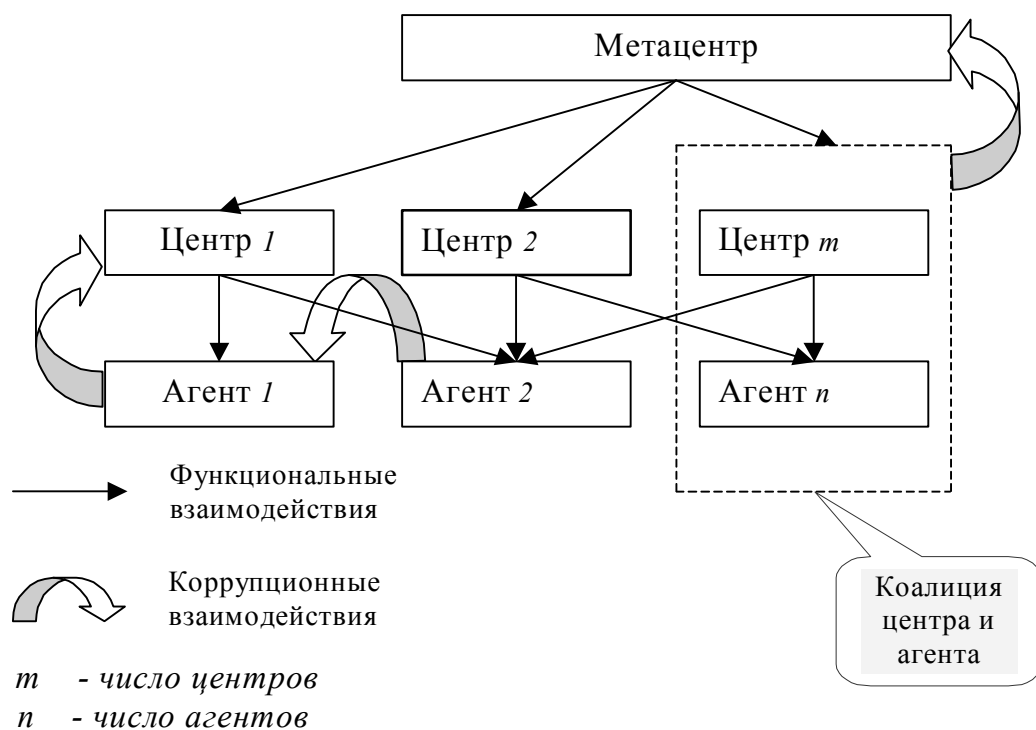 Метацентр
Центр 1
Центр 2
Центр m
Агент 1
Агент 2
Агент n
Функциональные
взаимодействия
Коррупционные
взаимодействия
Коалиция
центра и
агента
m - число центров
n - число агентов